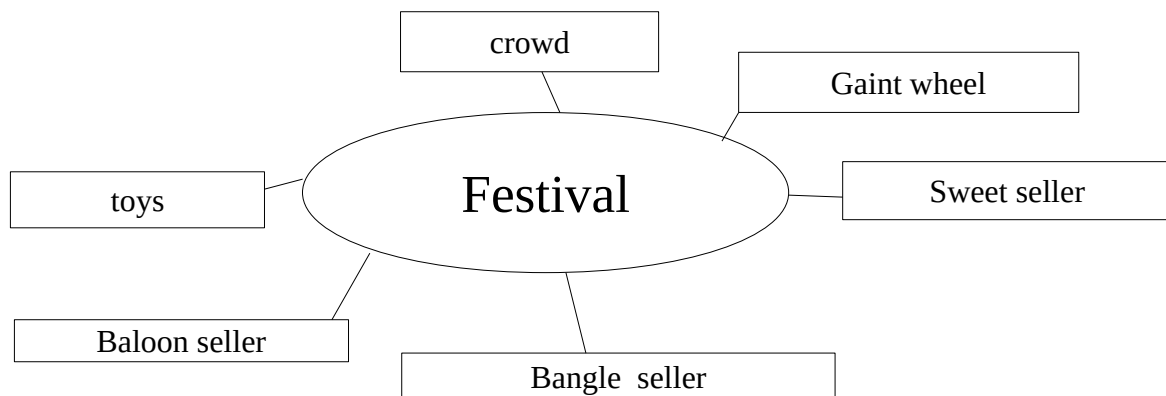 crowd
Gaint wheel
Festival
Sweet seller
toys
Baloon seller
Bangle  seller